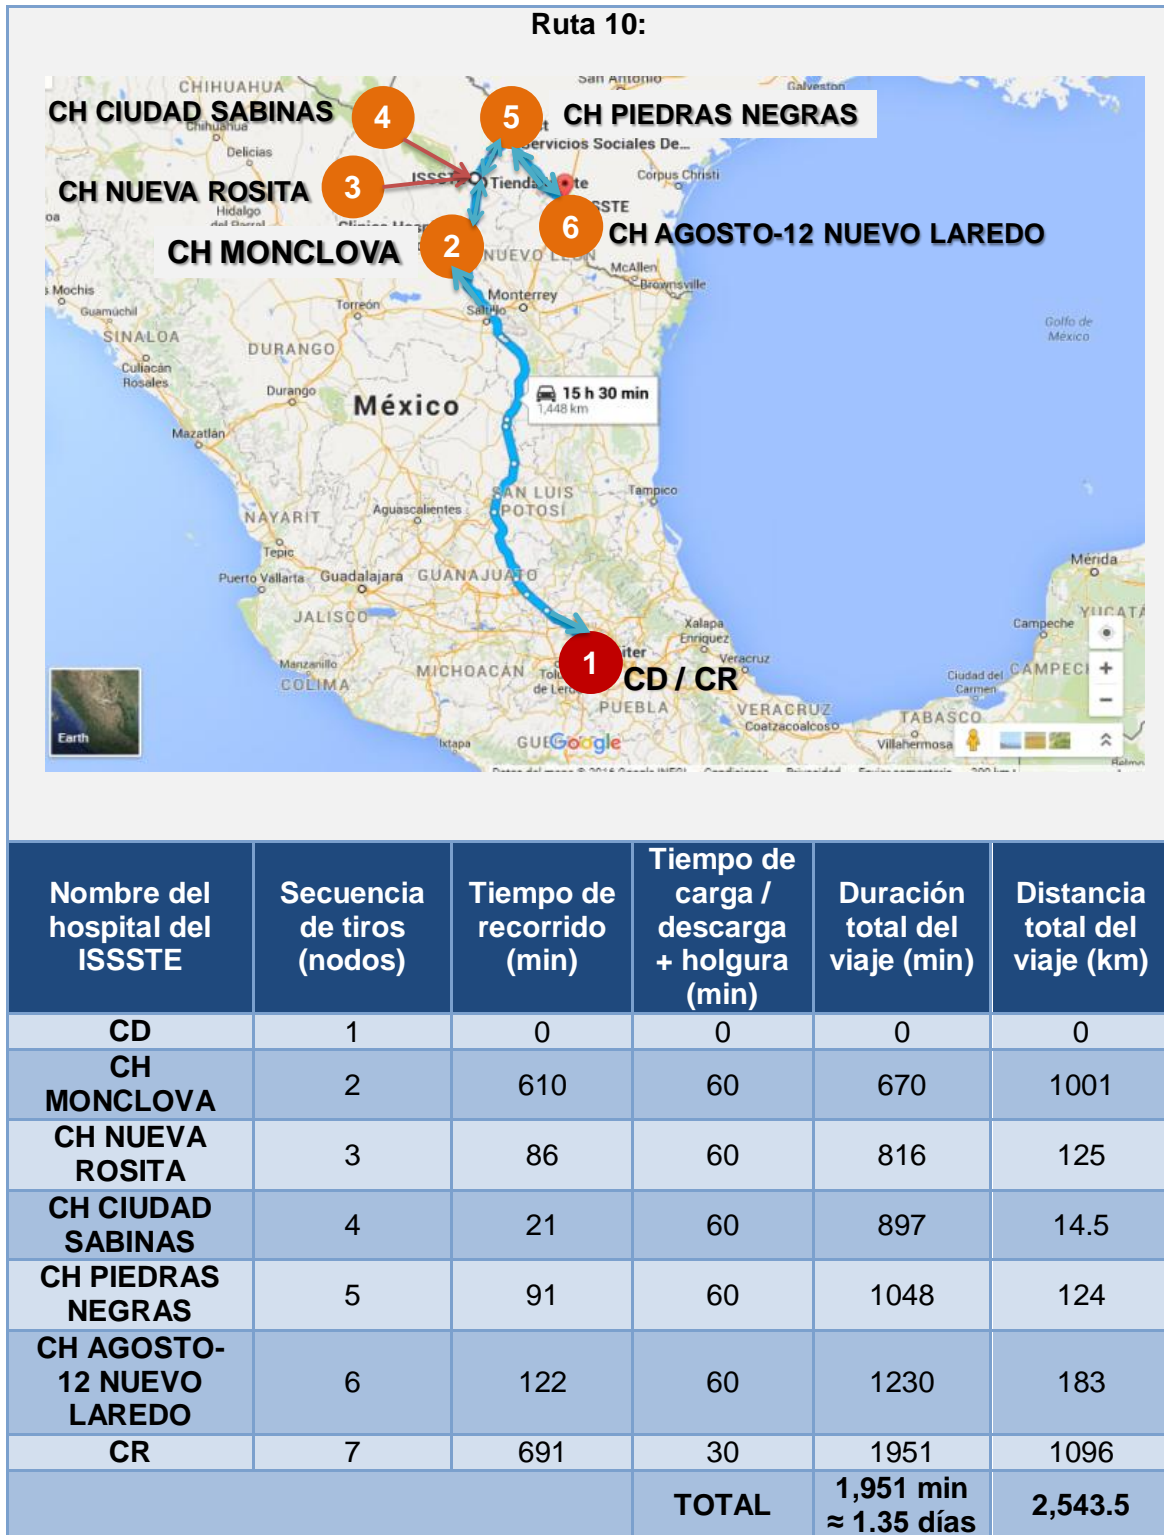 Ruta 10:
CHIHUAHUA
San Antonio
Galveston
CH CIUDAD SABINAS
4
5
CH PIEDRAS NEGRAS
Chihuahua
Delicias
Servicios Sociales De...
CH NUEVA ROSITA
3
Corpus Christi
Hidalgo
del Parral
6
CH AGOSTO-12 NUEVO LAREDO
CH MONCLOVA
2
NUEVO LEÓN
McAllen
Brownsville
s Mochis
Guamúchil
Torreón
Monterrey
Saltillo
SINALOA
Culiacán
Rosales
DURANGO
Golfo de
México
Durango
México
15 h 30 min
1,448 km
Mazatlán
SAN LUIS
POTOSÍ
Tampico
NAYARIT
Aguascalientes
Tepic
Puerto Vallarta
Guadalajara
GUANAJUATO
Mérida
JALISCO
Xalapa
Enríquez
Campeche
Manzanillo
COLIMA
MICHOACÁN
1
CD / CR
Veracruz
Ciudad del
Carmen
PUEBLA
VERACRUZ
Coatzacoalcos
TABASCO
Villahermosa
Earth
Ixtapa
Google
Nombre del hospital del ISSSTE
Secuencia de tiros (nodos)
Tiempo de recorrido (min)
Tiempo de carga / descarga + holgura (min)
Duración total del viaje (min)
Distancia total del viaje (km)
CD 1 0 0 0 0
CH MONCLOVA 2 610 60 670 1001
CH NUEVA ROSITA 3 86 60 816 125
CH CIUDAD SABINAS 4 21 60 897 14.5
CH PIEDRAS NEGRAS 5 91 60 1048 124
CH AGOSTO-12 NUEVO LAREDO 6 122 60 1230 183
CR 7 691 30 1951 1096
TOTAL 1,951 min ≈ 1.35 días 2,543.5